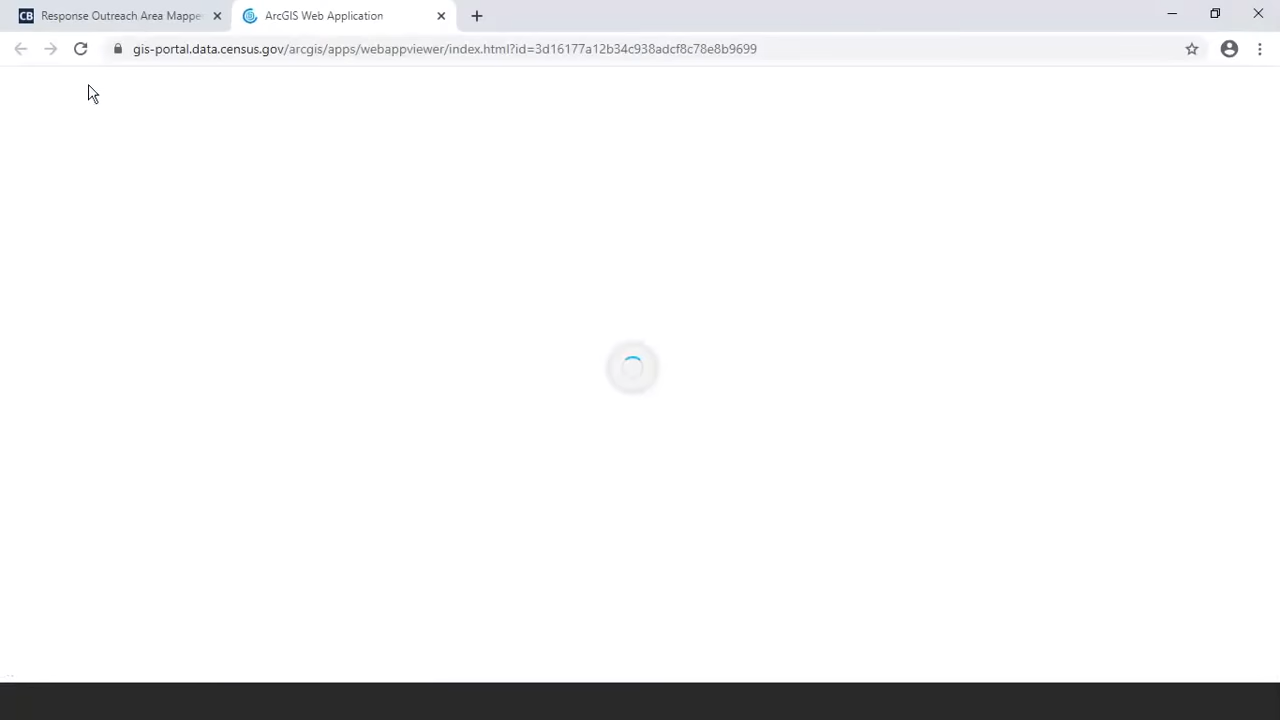 CB Response Outreach Area Mappe
ArcGIS Web Application
gis-portal.data.census.gov/arcgis/apps/webappviewer/index.html?id=3d16177a12b34c938adcf8c78e8b9699